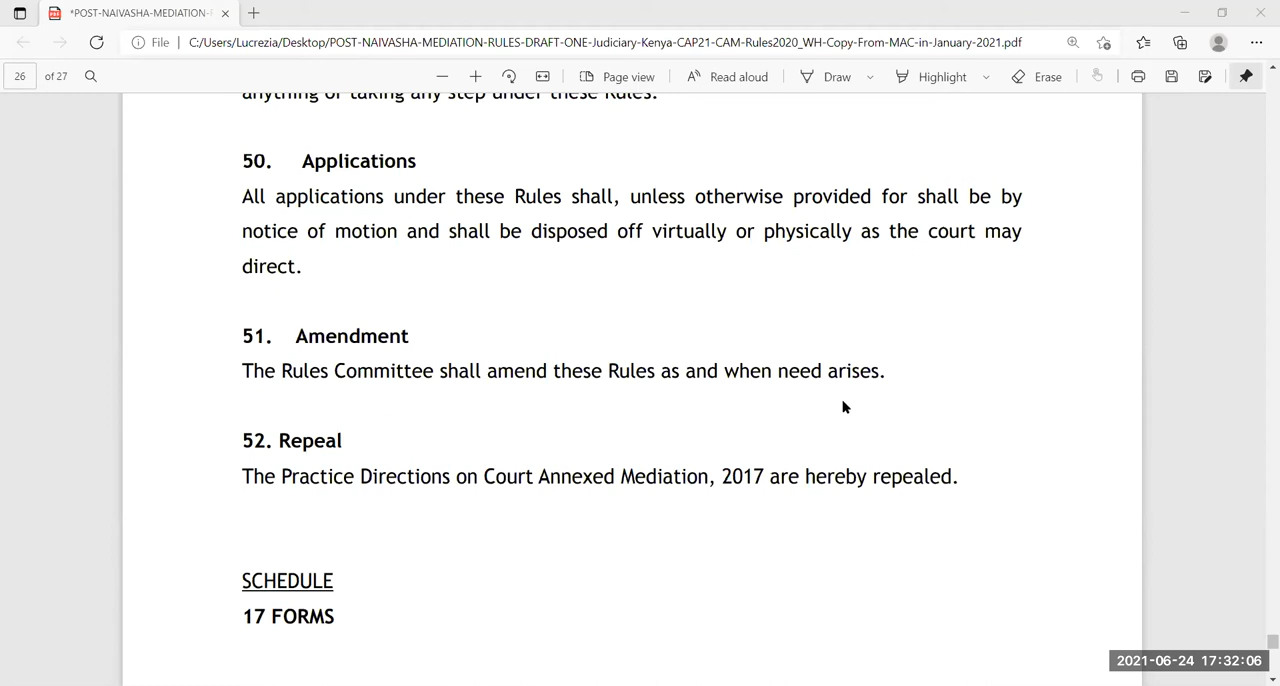 *POST-NAIVASHA-MEDIATION-
File
C:/Users/Lucrezia/Desktop/POST-NAIVASHA-MEDIATION-RULES-DRAFT-ONE-Judiciary-Kenya-CAP21-CAM-Rules2020_WH-Copy-From-MAC-in-January-2021.pdf
26 of 27 Page view Read aloud Draw Highlight Erase
anything or taking any step under these Rules.
50. Applications
All applications under these Rules shall, unless otherwise provided for shall be by
notice of motion and shall be disposed off virtually or physically as the court may
direct.
51. Amendment
The Rules Committee shall amend these Rules as and when need arises.
52. Repeal
The Practice Directions on Court Annexed Mediation, 2017 are hereby repealed.
SCHEDULE
17 FORMS
2021-06-24 17:32:06